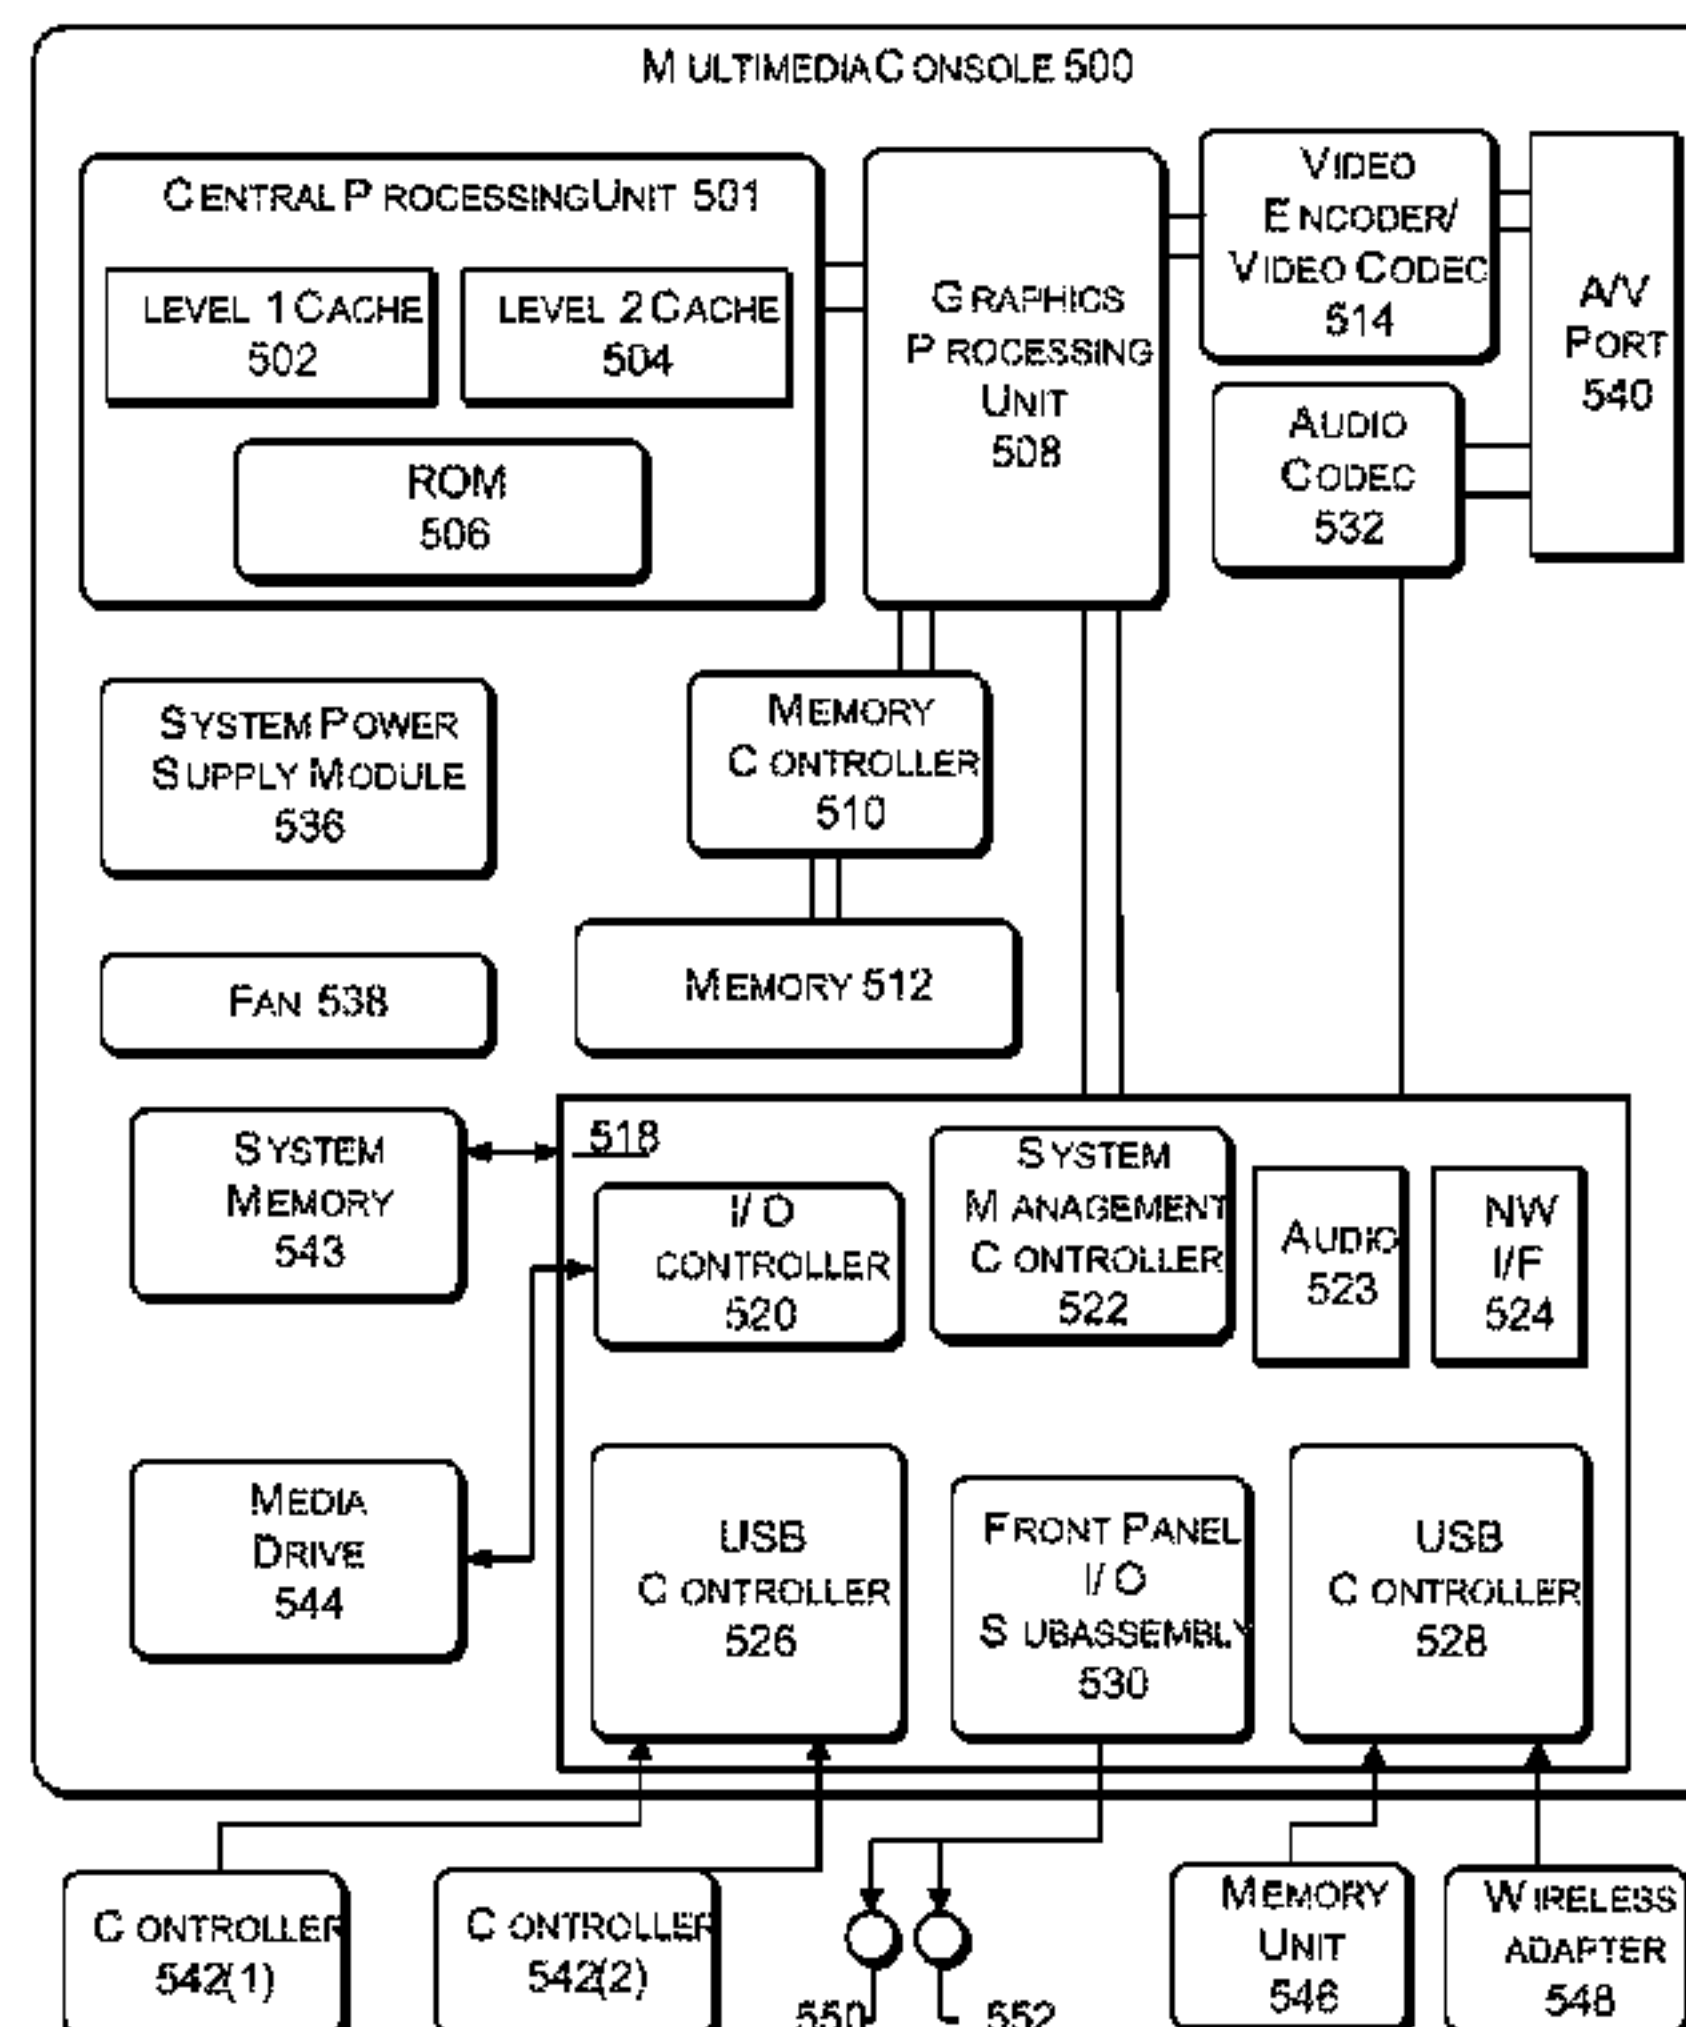 MULTIMEDIA CONSOLE 500
CENTRAL PROCESSING UNIT 501
LEVEL 1 CACHE
502
LEVEL 2 CACHE
504
ROM
506
GRAPHICS
PROCESSING
UNIT
508
VIDEO
ENCODER/
VIDEO CODEC
514
A/V
PORT
540
AUDIO
CODEC
532
SYSTEM POWER
SUPPLY MODULE
536
MEMORY
CONTROLLER
510
FAN 538
MEMORY 512
SYSTEM
MEMORY
543
518
I/O
CONTROLLER
520
SYSTEM
MANAGEMENT
CONTROLLER
522
AUDIO
523
NW
I/F
524
MEDIA
DRIVE
544
USB
CONTROLLER
526
FRONT PANEL
I/O
SUBASSEMBLY
530
USB
CONTROLLER
528
CONTROLLER
542(1)
CONTROLLER
542(2)
550
552
MEMORY
UNIT
546
WIRELESS
ADAPTER
548